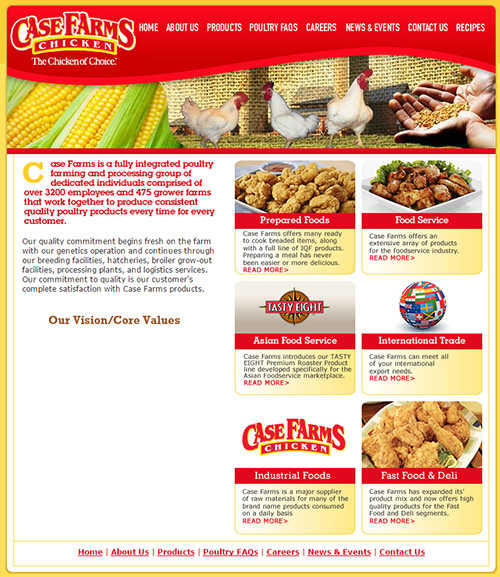 CASE FARMS
CHICKEN
The Chicken of Choice.™
HOME ABOUT US PRODUCTS POULTRY FAQS CAREERS NEWS & EVENTS CONTACT US RECIPES
Case Farms is a fully integrated poultry
farming and processing group of
dedicated individuals comprised of
over 3200 employees and 475 grower farms
that work together to produce consistent
quality poultry products every time for every
customer.
Our quality commitment begins fresh on the farm
with our genetics operation and continues through
our breeding facilities, hatcheries, broiler grow-out
facilities, processing plants, and logistics services.
Our commitment to quality is our customer's
complete satisfaction with Case Farms products.
Our Vision/Core Values
Prepared Foods
Case Farms offers many ready
to cook breaded items, along
with a full line of IQF products.
Preparing a meal has never
been easier or more delicious.
READ MORE>
Food Service
Case Farms offers an
extensive array of products
for the foodservice industry.
READ MORE>
TASTY EIGHT
Asian Food Service
Case Farms introduces our TASTY
EIGHT Premium Roaster Product
line developed specifically for the
Asian Foodservice marketplace.
READ MORE>
International Trade
Case Farms can meet all
of your international
export needs.
READ MORE>
CASE FARMS
CHICKEN
Industrial Foods
Case Farms is a major supplier
of raw materials for many of the
brand name products consumed
on a daily basis
READ MORE>
Fast Food & Deli
Case Farms has expanded its'
product mix and now offers high
quality products for the Fast
Food and Deli segments.
READ MORE>
Home | About Us | Products | Poultry FAQs | Careers | News & Events | Contact Us